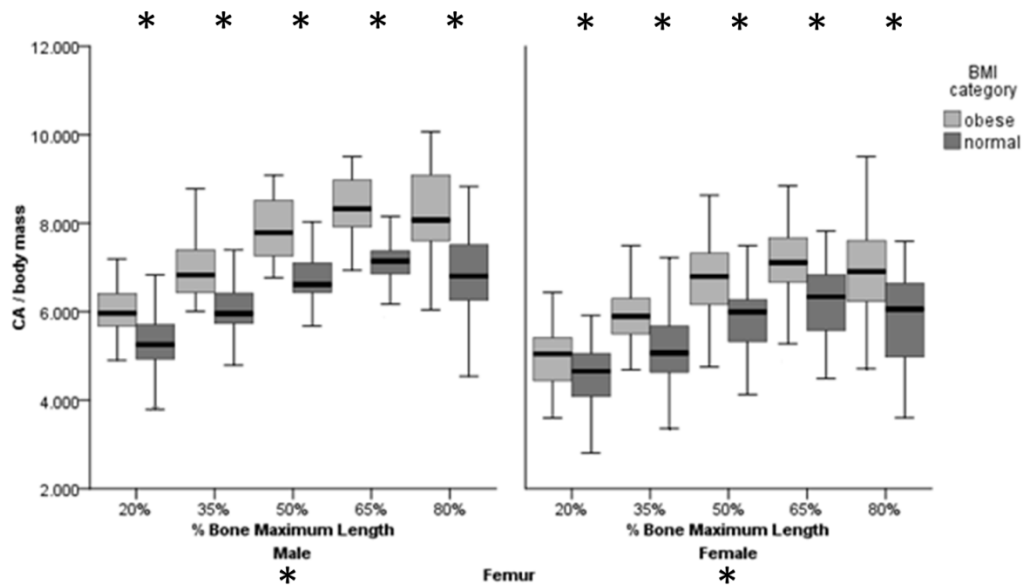 * * * * * * * * * *
12.000
10.000
8.000
6.000
4.000
2.000
CA / body mass
BMI
category
obese
normal
20% 35% 50% 65% 80% 20% 35% 50% 65% 80%
% Bone Maximum Length % Bone Maximum Length
Male Female
* Femur *